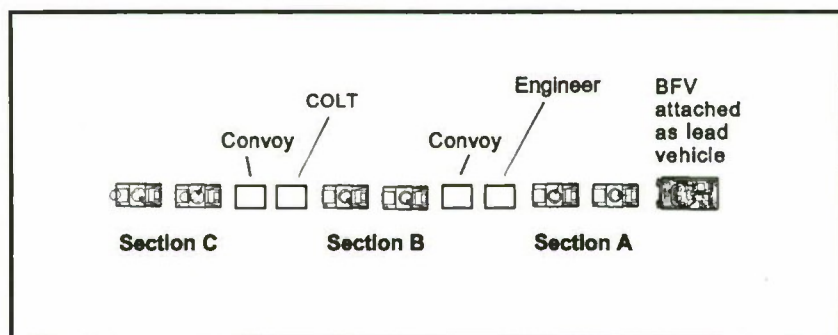 COLT
Convoy
Engineer
Convoy
BFV
attached
as lead
vehicle
Section C
Section B
Section A